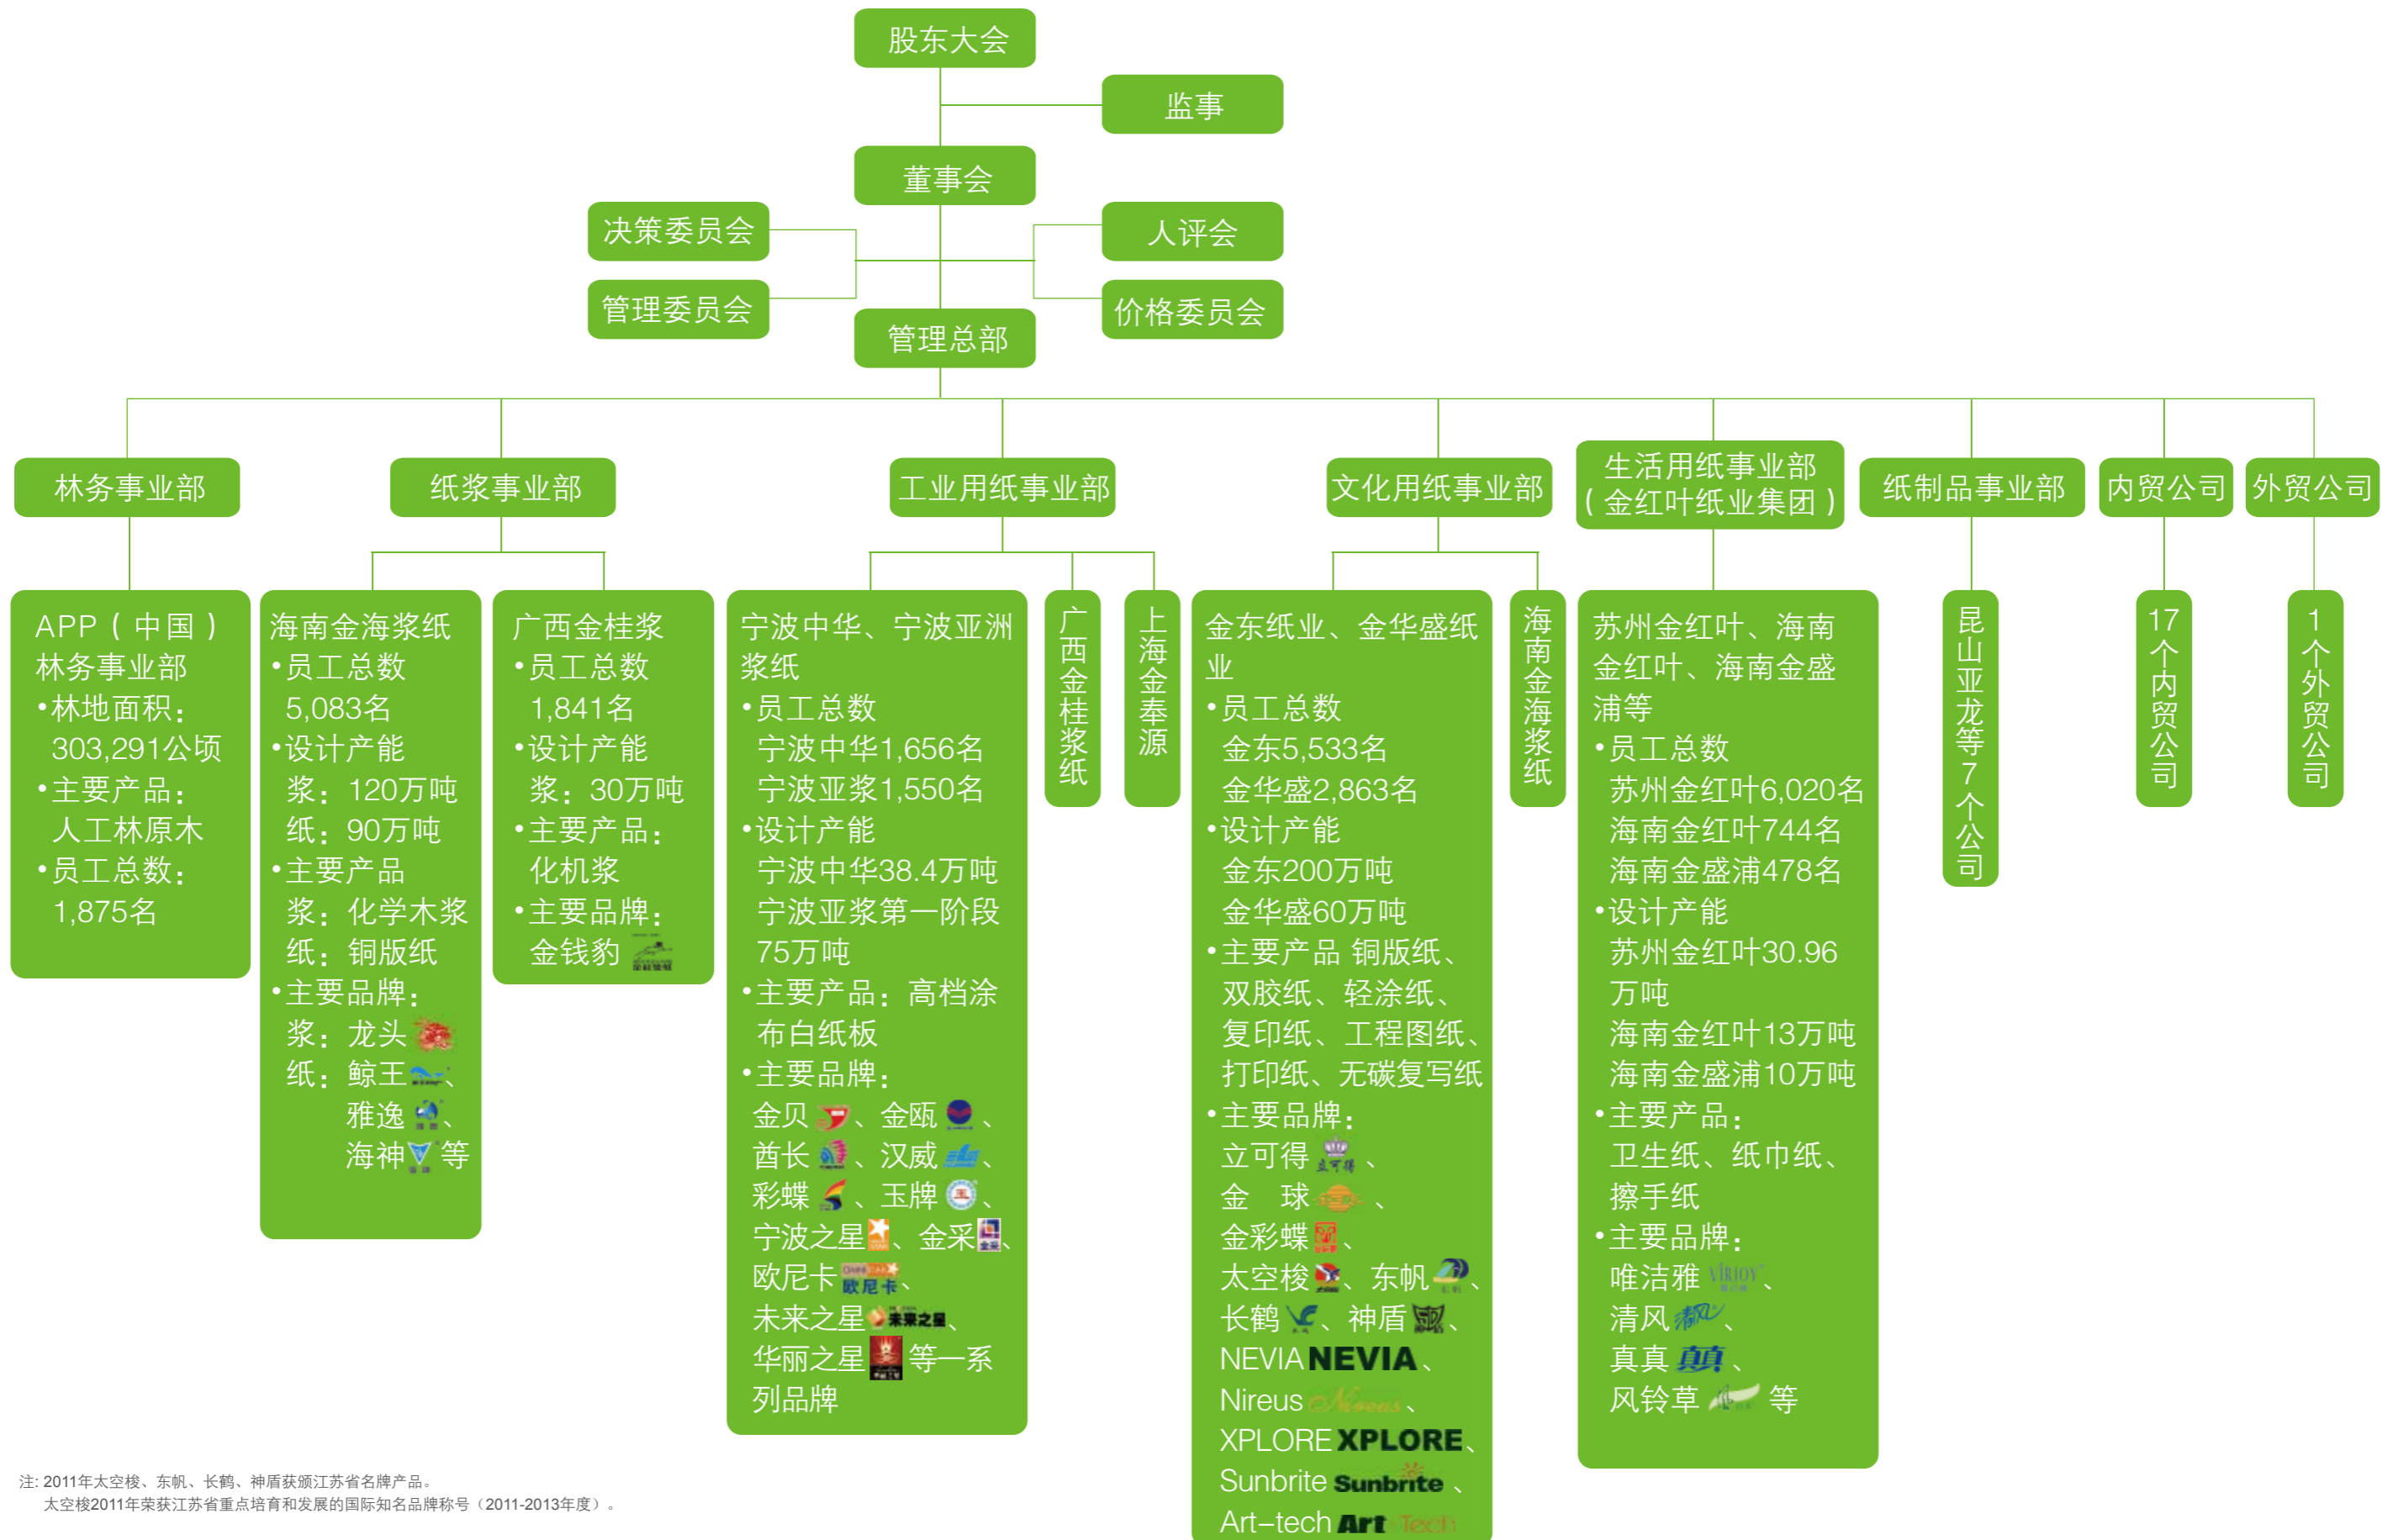 股东大会
监事
董事会
决策委员会
人评会
管理委员会
价格委员会
管理总部
林务事业部
纸浆事业部
工业用纸事业部
文化用纸事业部
生活用纸事业部
（金红叶纸业集团）
纸制品事业部
内贸公司
外贸公司
APP（中国）
林务事业部
•林地面积：
303,291公顷
•主要产品：
人工林原木
•员工总数：
1,875名
海南金海浆纸
•员工总数
5,083名
•设计产能
浆：120万吨
纸：90万吨
•主要产品
浆：化学木浆
纸：铜版纸
•主要品牌：
浆：龙头
纸：鲸王、
雅逸、
海神等
广西金桂浆
•员工总数
1,841名
•设计产能
浆：30万吨
•主要产品：
化机浆
•主要品牌：
金钱豹
宁波中华、宁波亚洲
浆纸
•员工总数
宁波中华1,656名
宁波亚浆1,550名
•设计产能
宁波中华38.4万吨
宁波亚浆第一阶段
75万吨
•主要产品：高档涂
布白纸板
•主要品牌：
金贝、金瓯、
酋长、汉威、
彩蝶、玉牌 玉、
宁波之星、金采 金采、
欧尼卡 欧尼卡、
未来之星 未来之星、
华丽之星等一系
列品牌
广西金桂浆纸
上海金奉源
金东纸业、金华盛纸
业
•员工总数
金东5,533名
金华盛2,863名
•设计产能
金东200万吨
金华盛60万吨
•主要产品 铜版纸、
双胶纸、轻涂纸、
复印纸、工程图纸、
打印纸、无碳复写纸
•主要品牌：
立可得 立可得、
金 球、
金彩蝶、
太空梭、东帆、
长鹤、神盾、
NEVIA NEVIA、
Nireus Nireus、
XPLORE XPLORE、
Sunbrite Sunbrite、
Art–tech Art Tech
海南金海浆纸
苏州金红叶、海南
金红叶、海南金盛
浦等
•员工总数
苏州金红叶6,020名
海南金红叶744名
海南金盛浦478名
•设计产能
苏州金红叶30.96
万吨
海南金红叶13万吨
海南金盛浦10万吨
•主要产品：
卫生纸、纸巾纸、
擦手纸
•主要品牌：
唯洁雅 VIRJOY、
清风 清风、
真真 真真、
风铃草 等
昆山亚龙等7个公司
17个内贸公司
1个外贸公司
注: 2011年太空梭、东帆、长鹤、神盾获颁江苏省名牌产品。
太空梭2011年荣获江苏省重点培育和发展的国际知名品牌称号（2011-2013年度）。